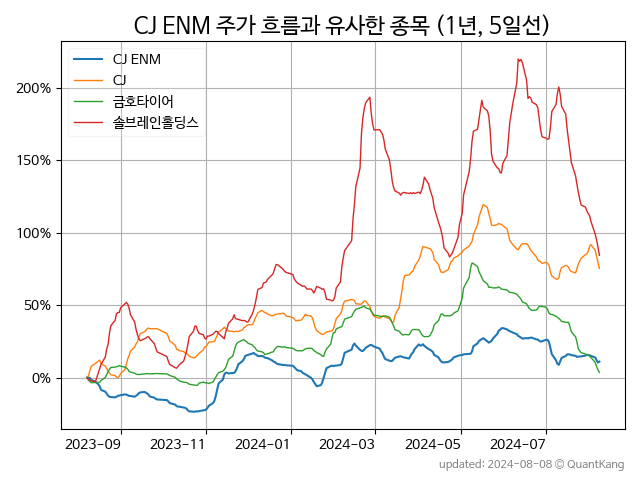 CJ ENM 주가 흐름과 유사한 종목 (1년, 5일선)
CJ ENM
CJ
금호타이어
솔브레인홀딩스
200%
150%
100%
50%
0%
2023-09 2023-11 2024-01 2024-03 2024-05 2024-07
updated: 2024-08-08 © QuantKang